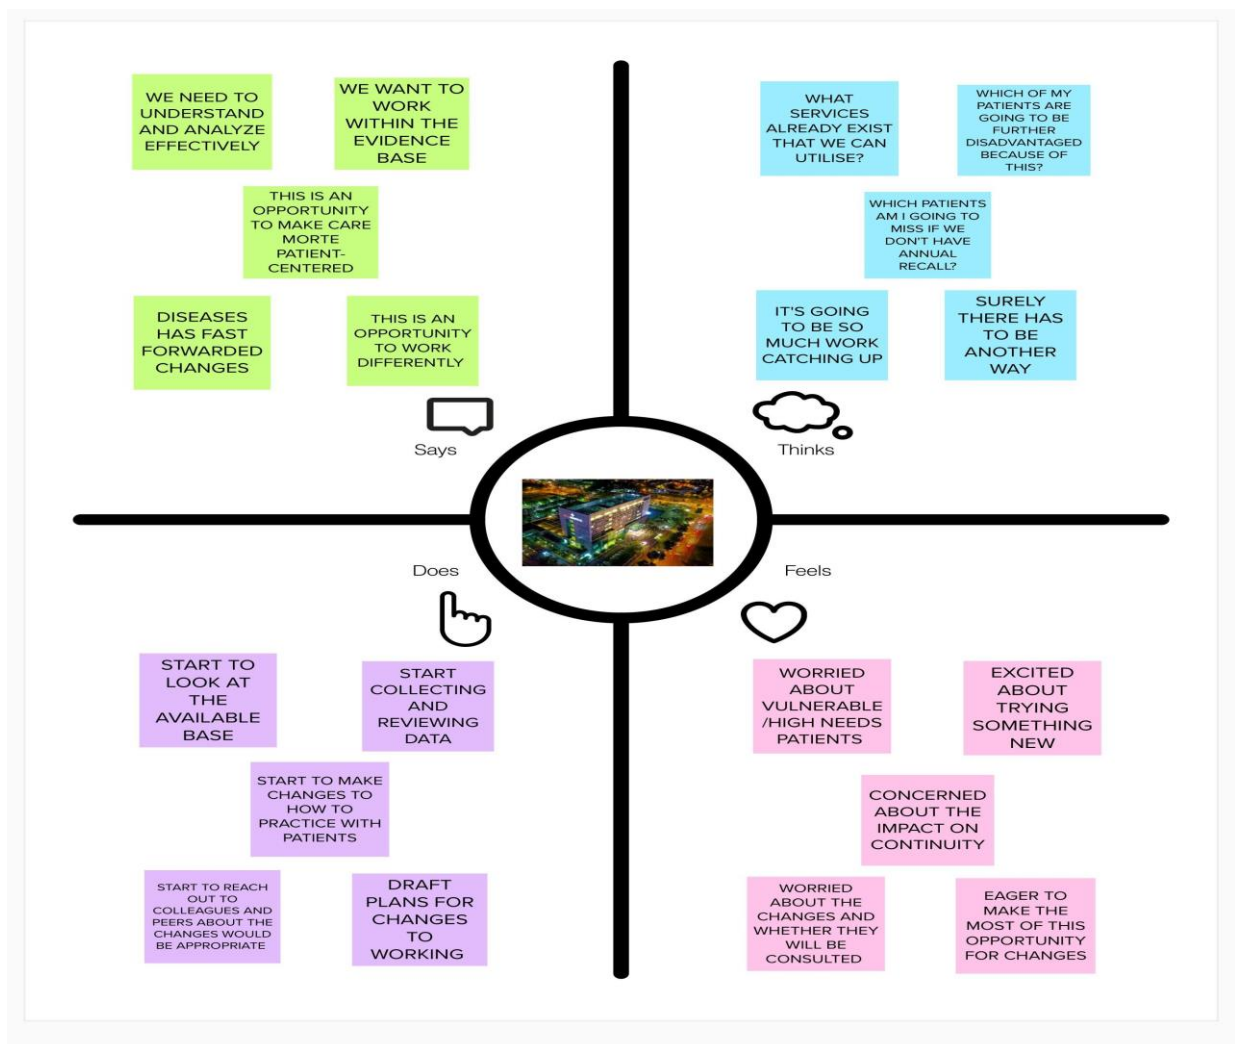 WE NEED TO
UNDERSTAND
AND ANALYZE
EFFECTIVELY
WE WANT TO
WORK
WITHIN THE
EVIDENCE
BASE
THIS IS AN
OPPORTUNITY
TO MAKE CARE
MORTE
PATIENT-
CENTERED
DISEASES
HAS FAST
FORWARDED
CHANGES
THIS IS AN
OPPORTUNITY
TO WORK
DIFFERENTLY
Says
WHAT
SERVICES
ALREADY EXIST
THAT WE CAN
UTILISE?
WHICH OF MY
PATIENTS ARE
GOING TO BE
FURTHER
DISADVANTAGED
BECAUSE OF
THIS?
WHICH PATIENTS
AM I GOING TO
MISS IF WE
DON'T HAVE
ANNUAL
RECALL?
IT'S GOING
TO BE SO
MUCH WORK
CATCHING UP
SURELY
THERE HAS
TO BE
ANOTHER
WAY
Thinks
Does
START TO
LOOK AT
THE
AVAILABLE
BASE
START
COLLECTING
AND
REVIEWING
DATA
START TO MAKE
CHANGES TO
HOW TO
PRACTICE WITH
PATIENTS
START TO REACH
OUT TO
COLLEAGUES AND
PEERS ABOUT THE
CHANGES WOULD
BE APPROPRIATE
DRAFT
PLANS FOR
CHANGES
TO
WORKING
Feels
WORRIED
ABOUT
VULNERABLE
/HIGH NEEDS
PATIENTS
EXCITED
ABOUT
TRYING
SOMETHING
NEW
CONCERNED
ABOUT THE
IMPACT ON
CONTINUITY
WORRIED
ABOUT THE
CHANGES AND
WHETHER THEY
WILL BE
CONSULTED
EAGER TO
MAKE THE
MOST OF THIS
OPPORTUNITY
FOR CHANGES